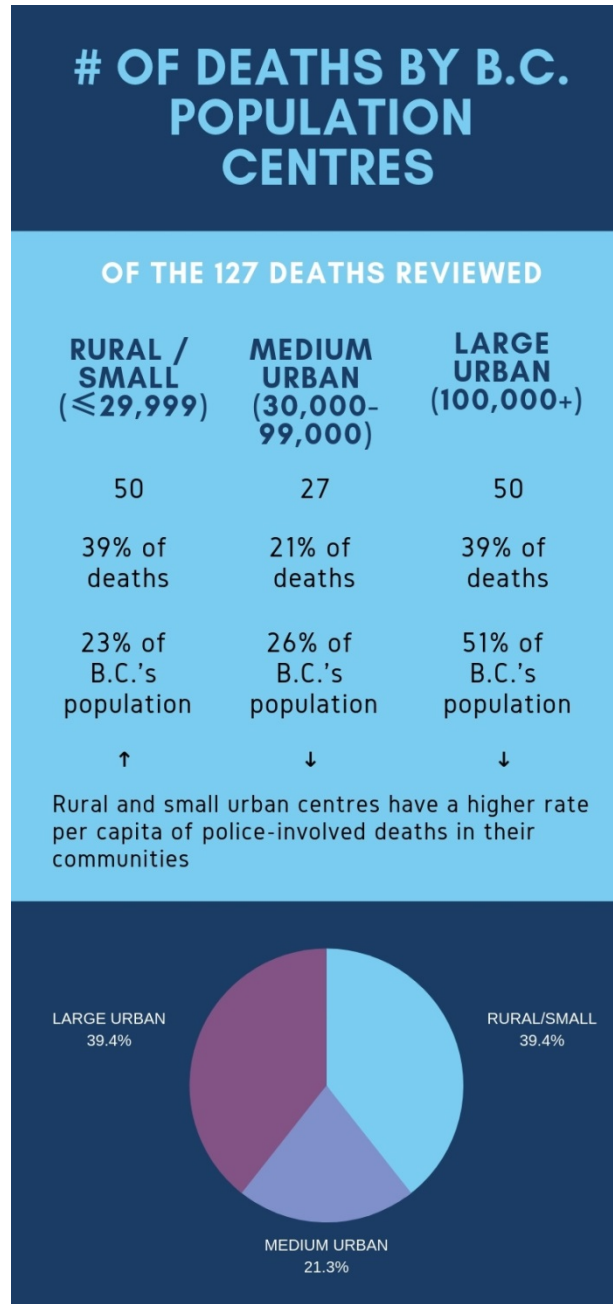 # OF DEATHS BY B.C.
POPULATION
CENTRES
OF THE 127 DEATHS REVIEWED
RURAL /
SMALL
(⩽29,999)
MEDIUM
URBAN
(30,000-
99,000)
LARGE
URBAN
(100,000+)
50
27
50
39% of
deaths
21% of
deaths
39% of
deaths
23% of
B.C.'s
population
26% of
B.C.'s
population
51% of
B.C.'s
population
↑
↓
↓
Rural and small urban centres have a higher rate
per capita of police-involved deaths in their
communities
LARGE URBAN
39.4%
RURAL/SMALL
39.4%
MEDIUM URBAN
21.3%